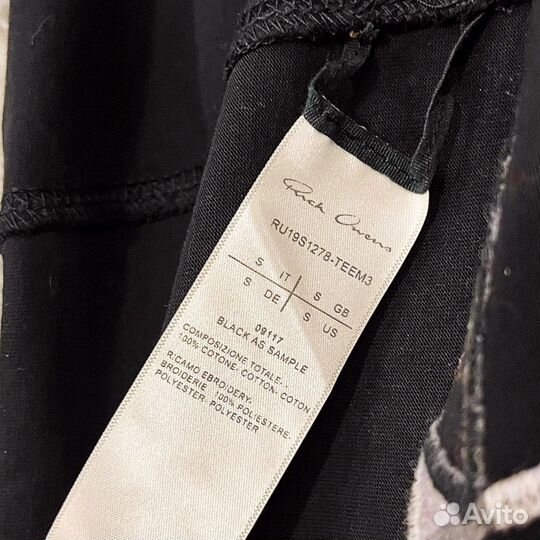 Rick Owens
RU19S1278-TEEM3
S IT S GB
S DE S US
09117
BLACK AS SAMPLE
COMPOSIZIONE TOTALE: .
100% COTONE- COTTON- COTON
RICAMO EBROIDERY-
BROIDERIE 100% POLIESTERE-
POLYESTER- POLYESTER
Avito